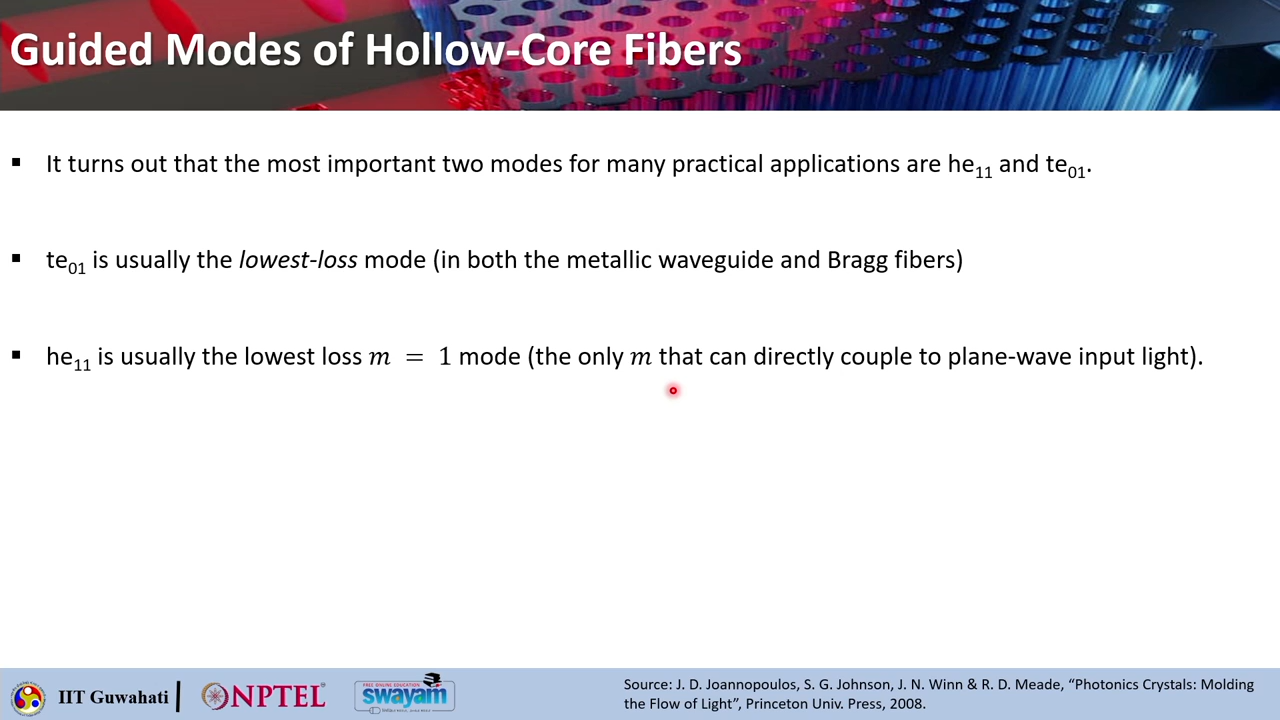 Guided Modes of Hollow-Core Fibers
▪ It turns out that the most important two modes for many practical applications are he₁₁ and te₀₁.
▪ te₀₁ is usually the lowest-loss mode (in both the metallic waveguide and Bragg fibers)
▪ he₁₁ is usually the lowest loss m = 1 mode (the only m that can directly couple to plane-wave input light).
IIT Guwahati
NPTEL
FREE ONLINE EDUCATION
swayam
Source: J. D. Joannopoulos, S. G. Johnson, J. N. Winn & R. D. Meade, “Photonics Crystals: Molding
the Flow of Light”, Princeton Univ. Press, 2008.